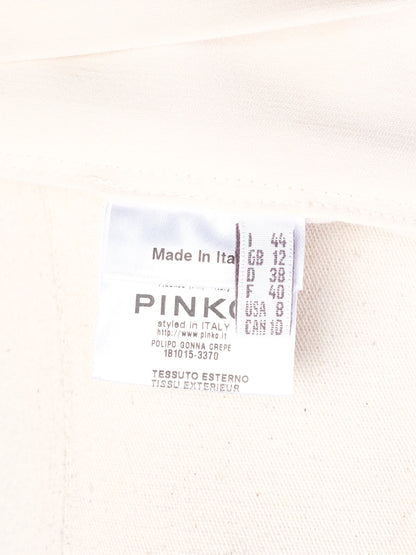 Made In Ita
PINKO
styled in ITALY
http://www.pinko.it
POLIPO GONNA CREPE
181015-3370
TESSUTO ESTERNO
TISSU EXTERIEUR
I 44
GB 12
D 38
F 40
USA 8
CAN 10